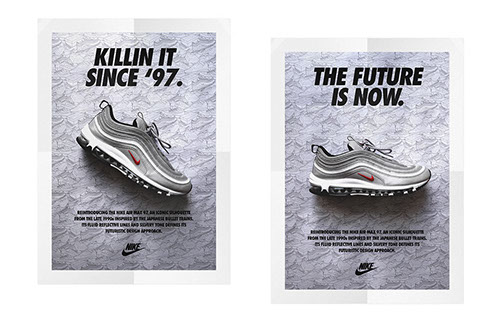 KILLIN IT
SINCE '97.
REINTRODUCING THE NIKE AIR MAX 97. AN ICONIC SILHOUETTE
FROM THE LATE 1990s INSPIRED BY THE JAPANESE BULLET TRAINS.
ITS FLUID REFLECTIVE LINES AND SILVERY TONE DEFINES ITS
FUTURISTIC DESIGN APPROACH.
NIKE
THE FUTURE
IS NOW.
REINTRODUCING THE NIKE AIR MAX 97. AN ICONIC SILHOUETTE
FROM THE LATE 1990s INSPIRED BY THE JAPANESE BULLET TRAINS.
ITS FLUID REFLECTIVE LINES AND SILVERY TONE DEFINES ITS
FUTURISTIC DESIGN APPROACH.
NIKE